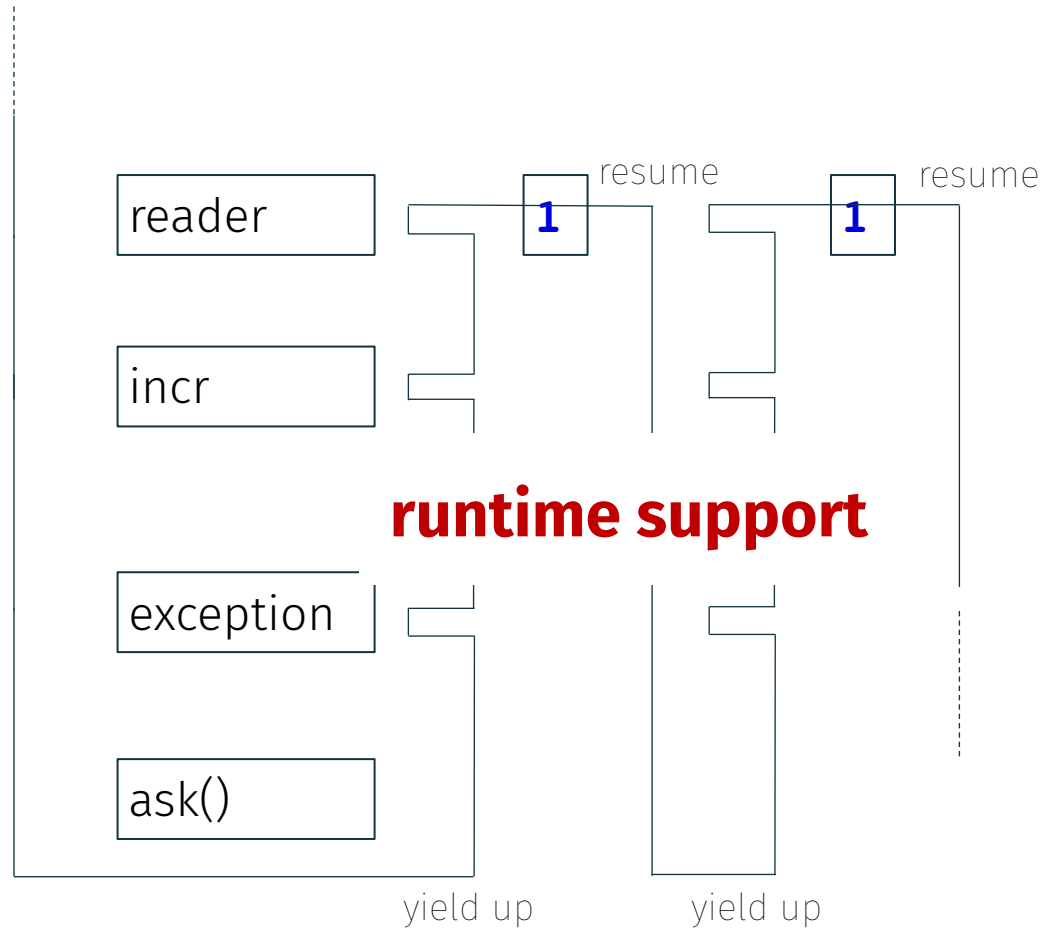 resume
resume
reader
1
1
incr
runtime support
exception
ask()
yield up
yield up